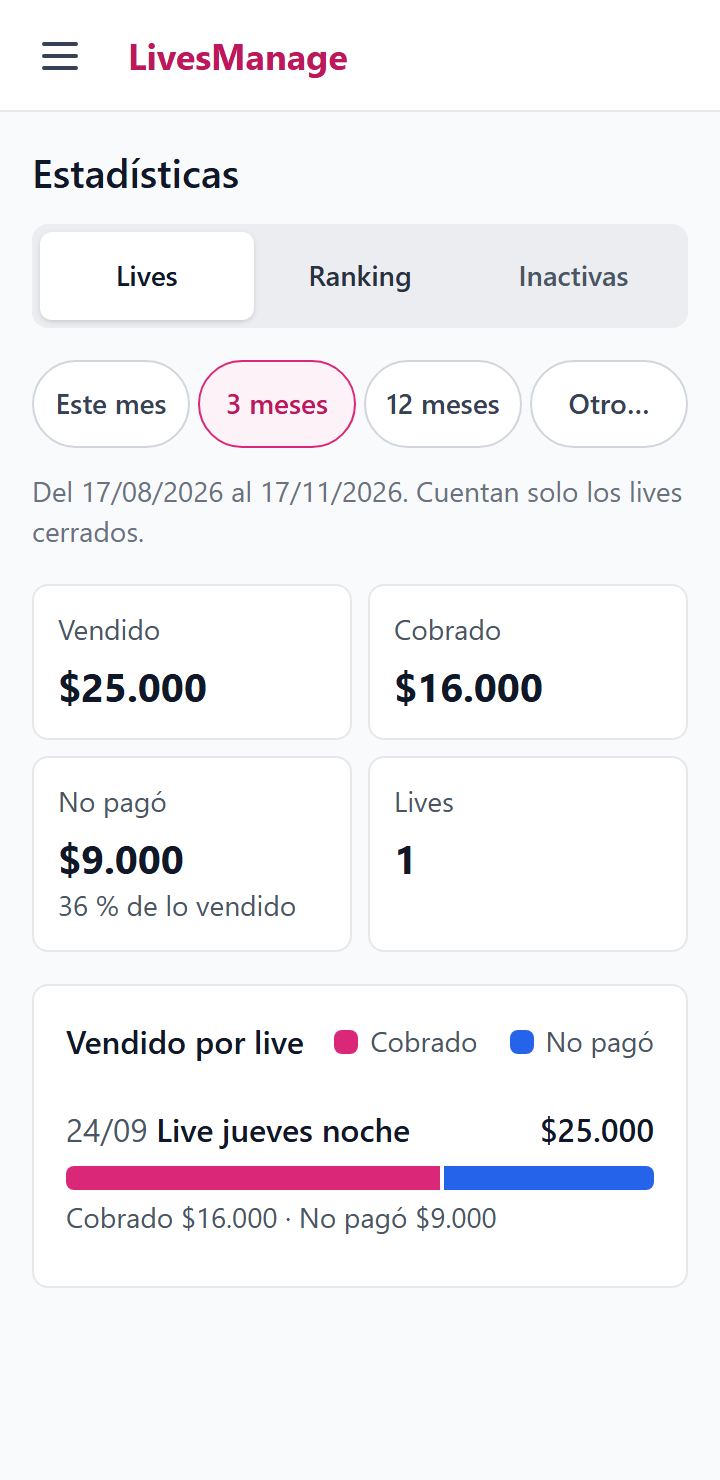 LivesManage
Estadísticas
Lives
Ranking
Inactivas
Este mes
3 meses
12 meses
Otro...
Del 17/08/2026 al 17/11/2026. Cuentan solo los lives
cerrados.
Vendido
$25.000
Cobrado
$16.000
No pagó
$9.000
36 % de lo vendido
Lives
1
Vendido por live
Cobrado
No pagó
24/09 Live jueves noche
$25.000
Cobrado $16.000 · No pagó $9.000